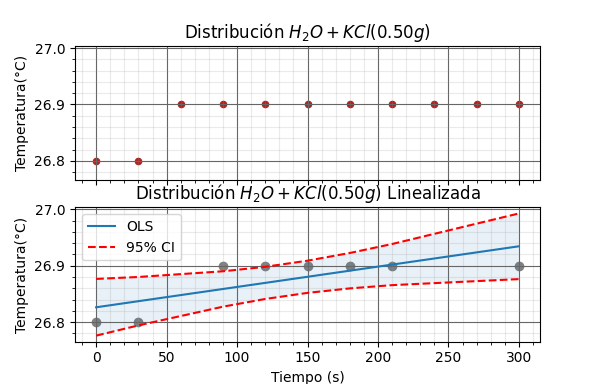 Distribución $H_2O + KCl(0.50g)$
27.0
26.9
26.8
Temperatura(°C)
Distribución $H_2O + KCl(0.50g)$ Linealizada
27.0
26.9
26.8
Temperatura(°C)
OLS
95% CI
0 50 100 150 200 250 300
Tiempo (s)